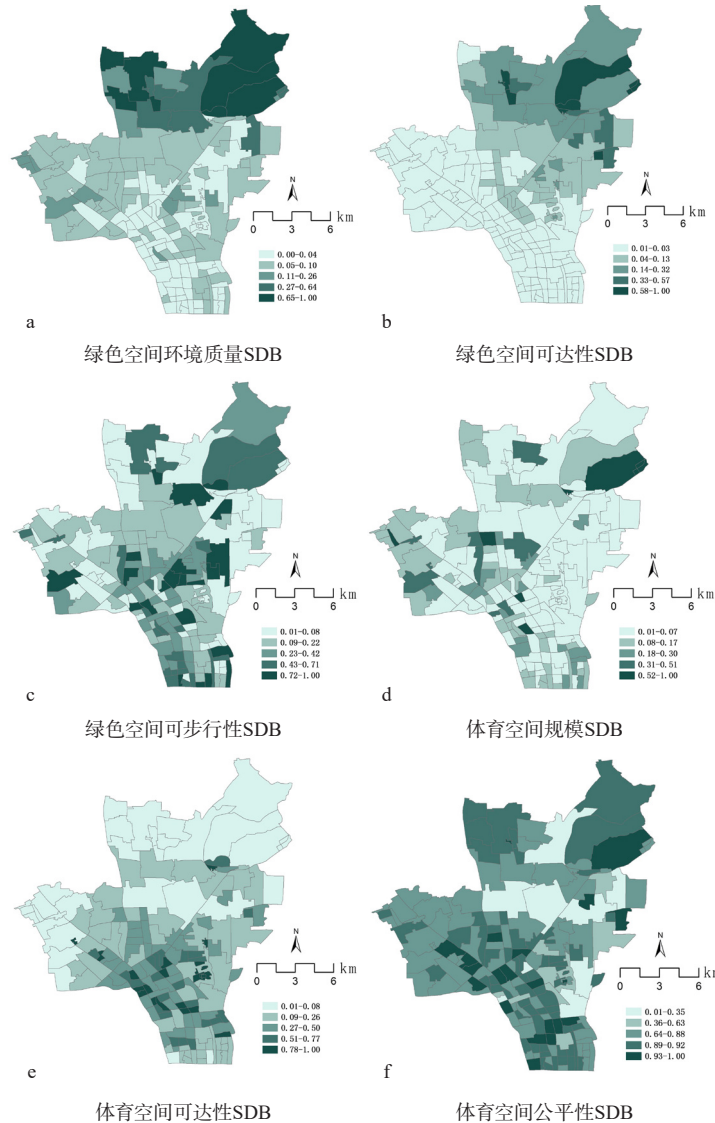 N
0 3 6 km
0.00-0.04
0.05-0.10
0.11-0.26
0.27-0.64
0.65-1.00
a
绿色空间环境质量SDB
N
0 3 6 km
0.01-0.03
0.04-0.13
0.14-0.32
0.33-0.57
0.58-1.00
b
绿色空间可达性SDB
N
0 3 6 km
0.01-0.08
0.09-0.22
0.23-0.42
0.43-0.71
0.72-1.00
c
绿色空间可步行性SDB
N
0 3 6 km
0.01-0.07
0.08-0.17
0.18-0.30
0.31-0.51
0.52-1.00
d
体育空间规模SDB
N
0 3 6 km
0.01-0.08
0.09-0.26
0.27-0.50
0.51-0.77
0.78-1.00
e
体育空间可达性SDB
N
0 3 6 km
0.01-0.35
0.36-0.63
0.64-0.88
0.89-0.92
0.93-1.00
f
体育空间公平性SDB